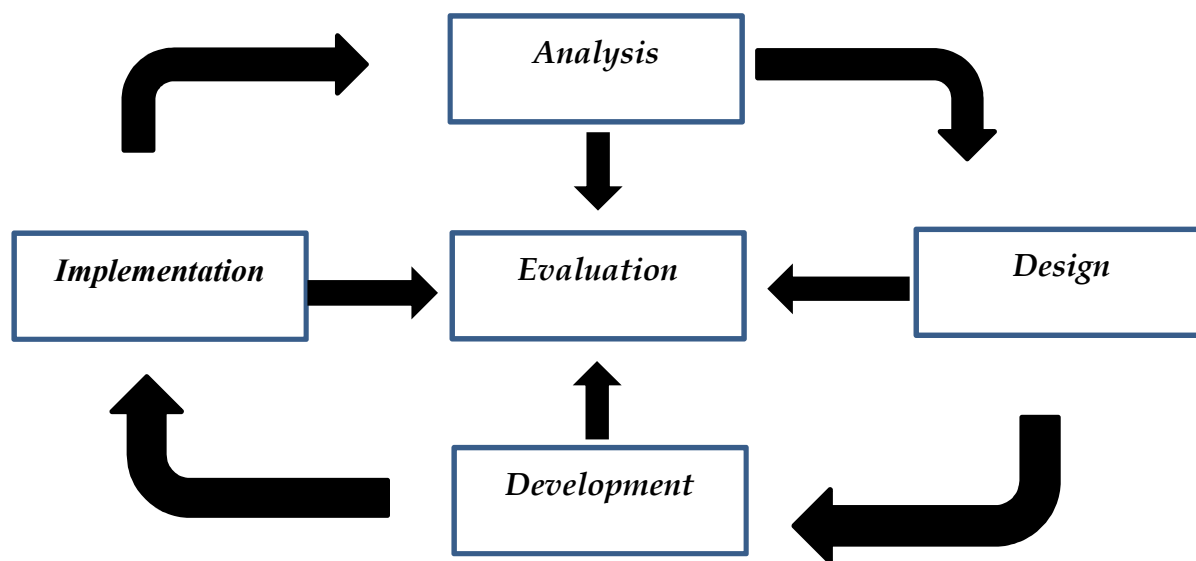 Analysis
Implementation
Evaluation
Design
Development